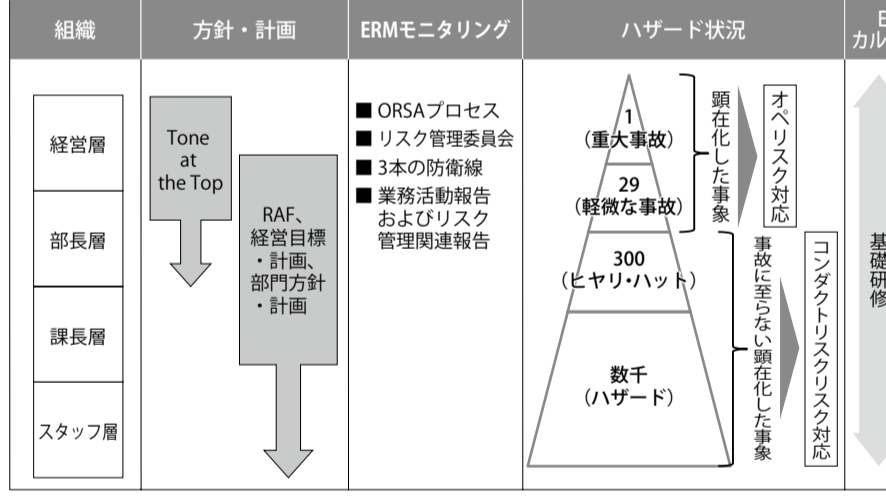 組織
方針・計画
ERMモニタリング
ハザード状況
E
カル
経営層
部長層
課長層
スタッフ層
Tone
at
the Top
RAF、
経営目標
・計画、
部門方針
・計画
■ ORSAプロセス
■ リスク管理委員会
■ 3本の防衛線
■ 業務活動報告
およびリスク
管理関連報告
1
（重大事故）
29
（軽微な事故）
300
（ヒヤリ・ハット）
数千
（ハザード）
顕在化した事象
オペリスク対応
事故に至らない顕在化した事象
コンダクトリスクリスク対応
基礎研修